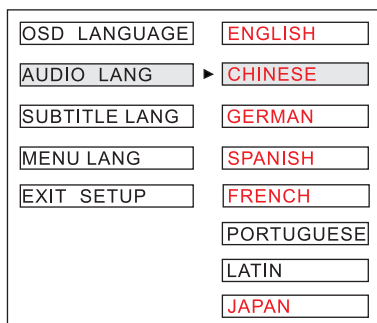 OSD LANGUAGE
AUDIO LANG
SUBTITLE LANG
MENU LANG
EXIT SETUP
ENGLISH
CHINESE
GERMAN
SPANISH
FRENCH
PORTUGUESE
LATIN
JAPAN